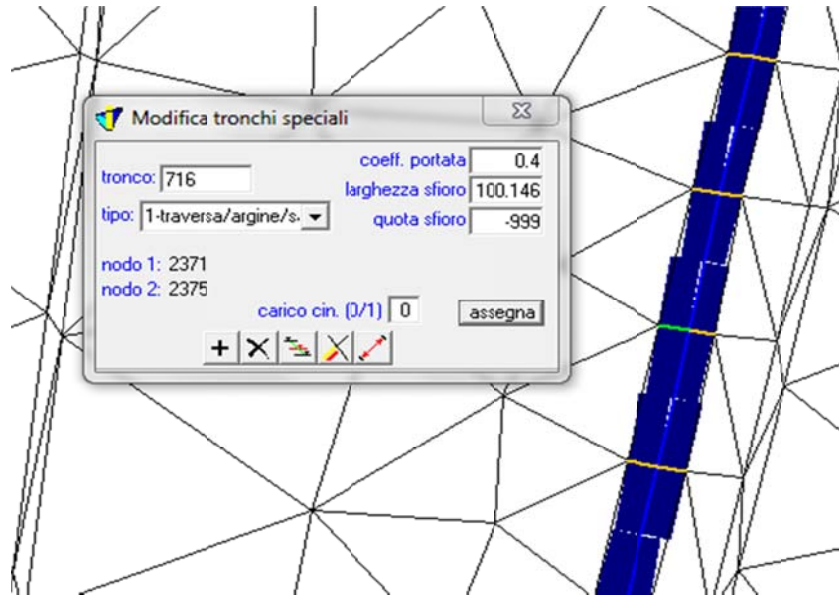 Modifica tronchi speciali
coeff. portata 0.4
tronco: 716
larghezza sfioro 100.146
tipo: 1-traversa/argine/s.
quota sfioro -999
nodo 1: 2371
nodo 2: 2375
carico cin. (0/1) 0
assegna